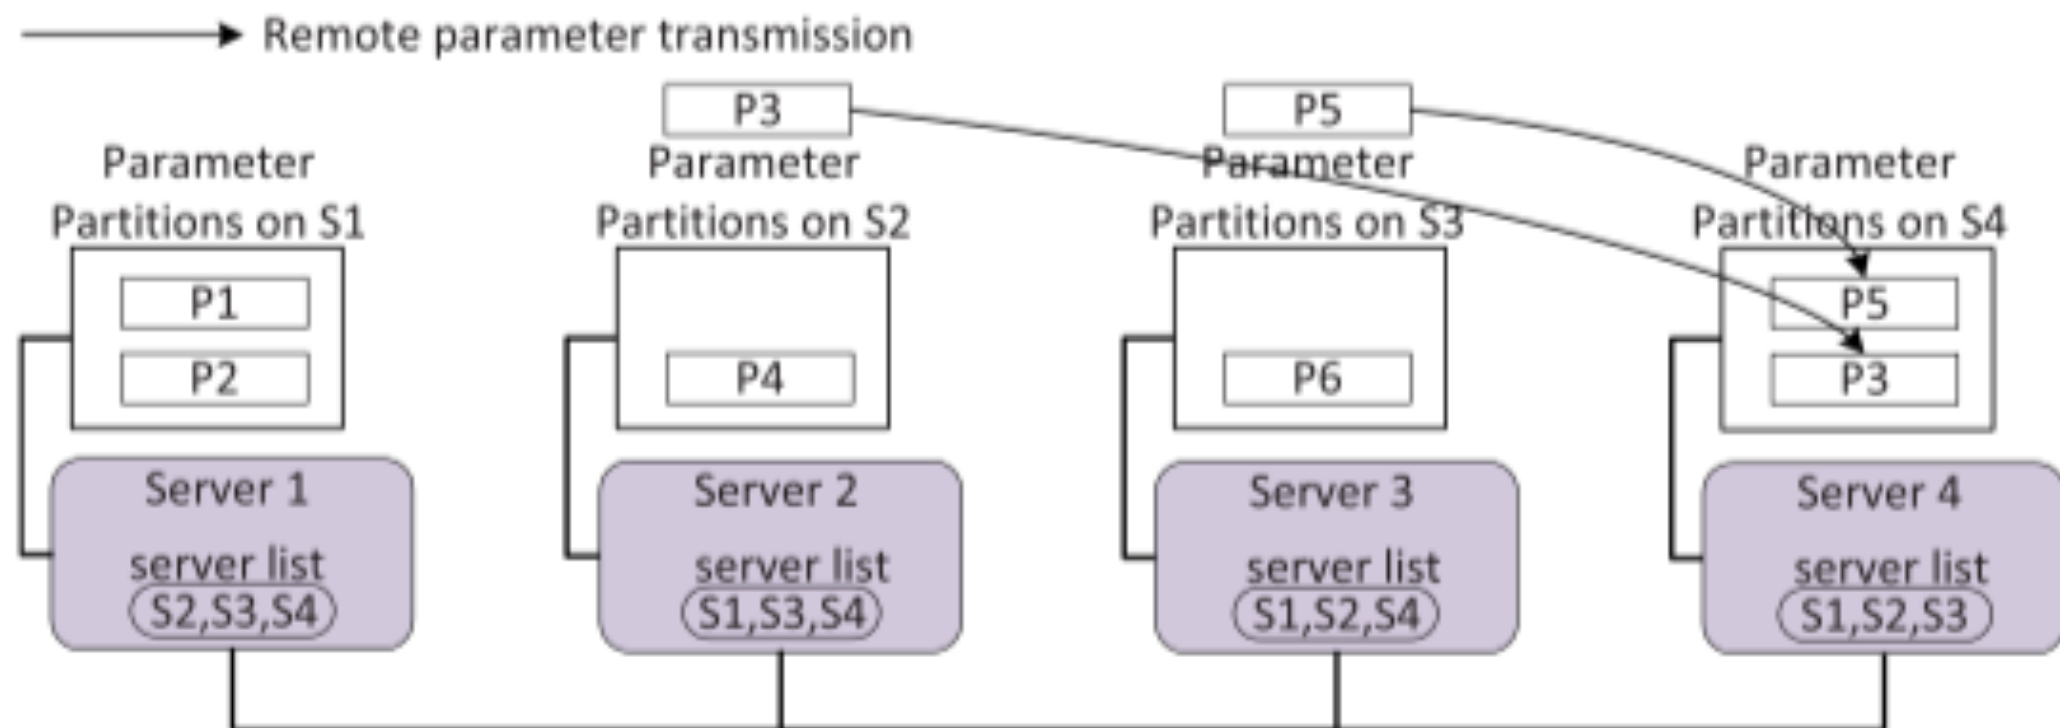 Remote parameter transmission
P3
P5
Parameter
Partitions on S1
Parameter
Partitions on S2
Parameter
Partitions on S3
Parameter
Partitions on S4
P1
P2
P4
P6
P5
P3
Server 1
server list
S2,S3,S4
Server 2
server list
S1,S3,S4
Server 3
server list
S1,S2,S4
Server 4
server list
S1,S2,S3